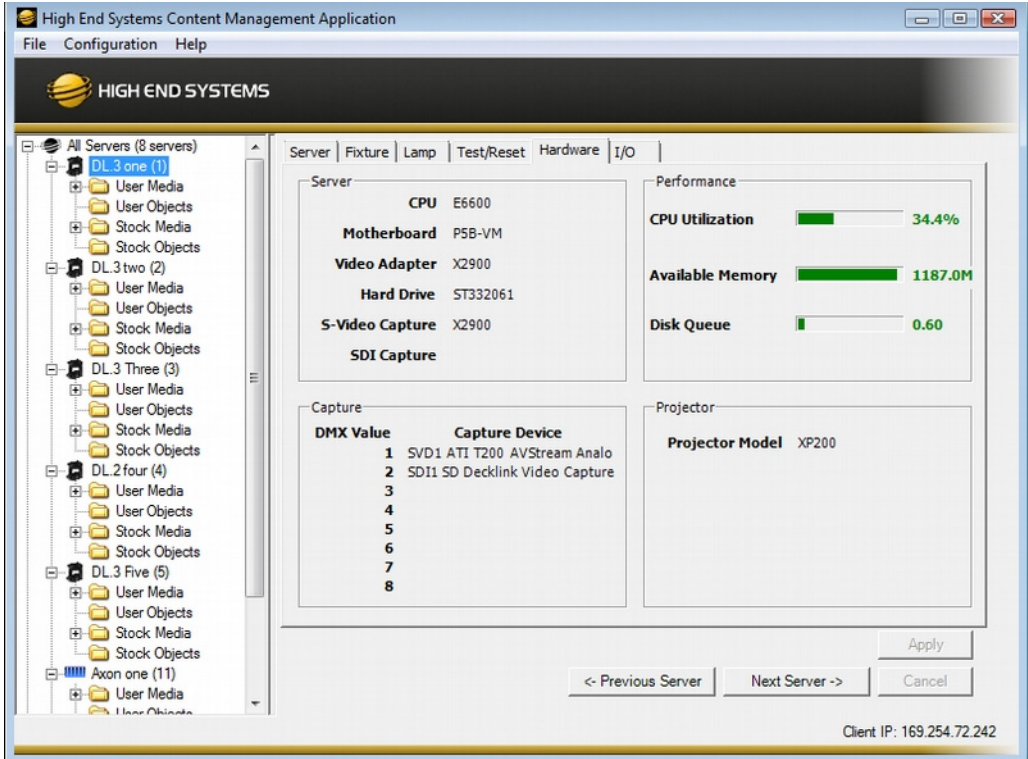 High End Systems Content Management Application
File Configuration Help
HIGH END SYSTEMS
All Servers (8 servers)
DL.3 one (1)
User Media
User Objects
Stock Media
Stock Objects
DL.3 two (2)
User Media
User Objects
Stock Media
Stock Objects
DL.3 Three (3)
User Media
User Objects
Stock Media
Stock Objects
DL.2 four (4)
User Media
User Objects
Stock Media
Stock Objects
DL.3 Five (5)
User Media
User Objects
Stock Media
Stock Objects
Axon one (11)
User Media
User Objects
Server Fixture Lamp Test/Reset Hardware I/O
Server
CPU E6600
Motherboard P5B-VM
Video Adapter X2900
Hard Drive ST332061
S-Video Capture X2900
SDI Capture
Performance
CPU Utilization 34.4%
Available Memory 1187.0M
Disk Queue 0.60
Capture
DMX Value Capture Device
1 SVD1 ATI T200 AVStream Analo
2 SDI1 SD Decklink Video Capture
3
4
5
6
7
8
Projector
Projector Model XP200
Apply
<- Previous Server Next Server -> Cancel
Client IP: 169.254.72.242